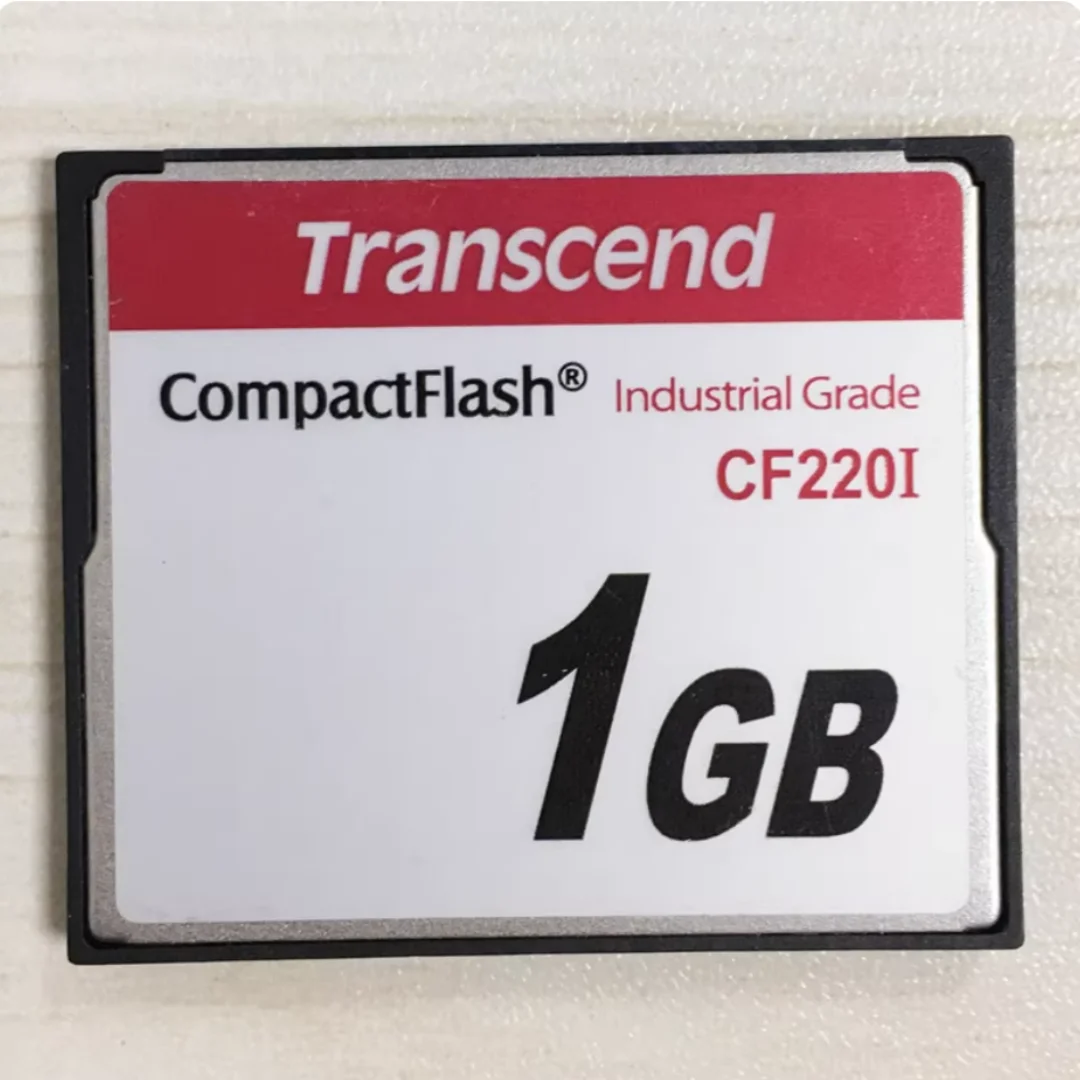 Transcend
CompactFlash® Industrial Grade
CF220I
1GB